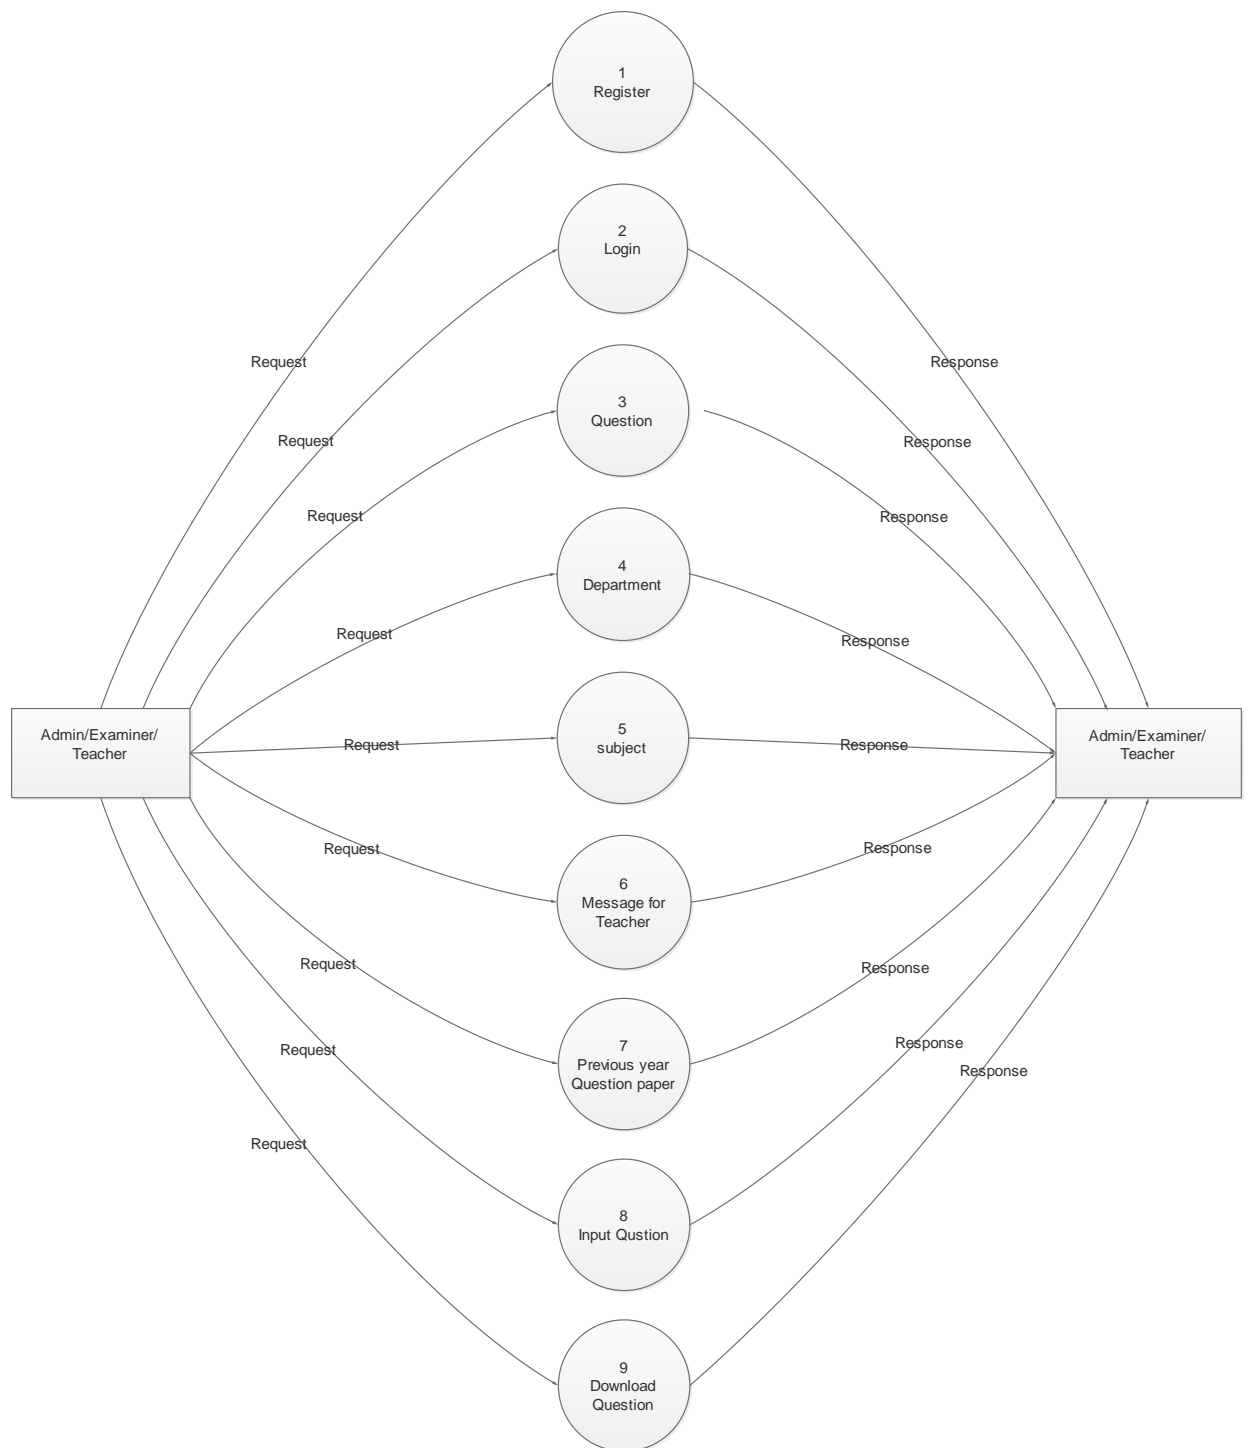 1
Register
2
Login
Request
Response
Request
Response
3
Question
Request
Response
4
Department
Request
Response
Admin/Examiner/
Teacher
5
subject
Request
Response
Admin/Examiner/
Teacher
6
Message for
Teacher
Request
Response
7
Previous year
Question paper
Request
Response
8
Input Qustion
Request
Response
Response
Request
9
Download
Question